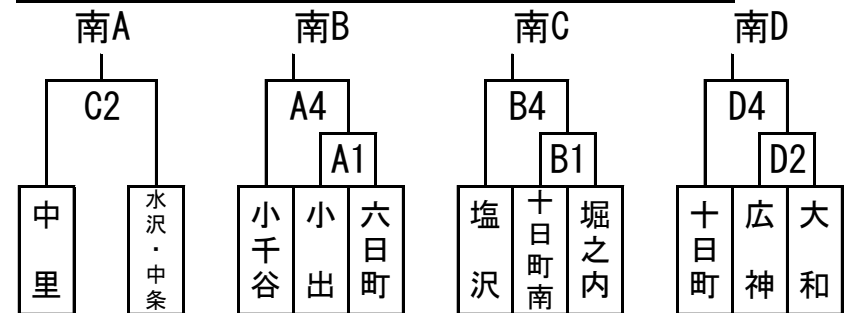 南A
南B
南C
南D
C2
A4
B4
D4
A1
B1
D2
中里
水沢・中条
小千谷
小出
六日町
塩沢
十日町南
堀之内
十日町
広神
大和